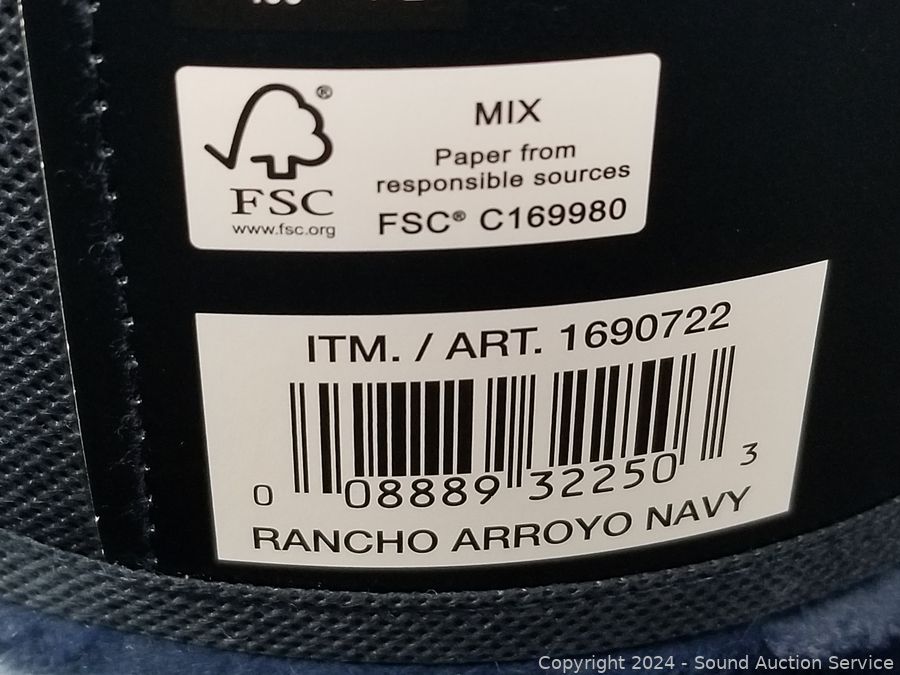 ®
FSC
www.fsc.org
MIX
Paper from
responsible sources
FSC® C169980
ITM. / ART. 1690722
0 08889 32250 3
RANCHO ARROYO NAVY
Copyright 2024 - Sound Auction Service